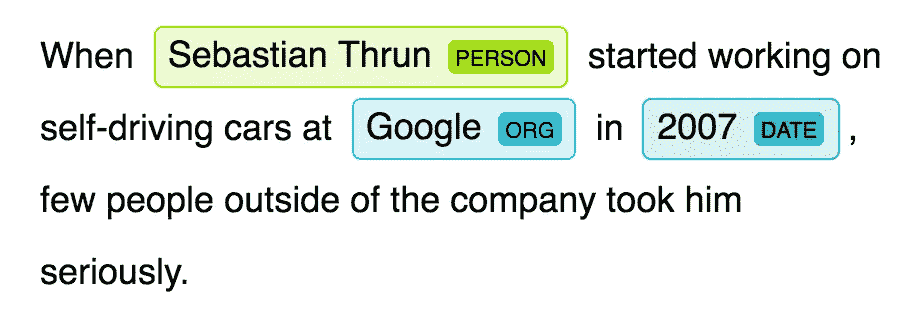 When Sebastian Thrun PERSON started working on
self-driving cars at Google ORG in 2007 DATE ,
few people outside of the company took him
seriously.